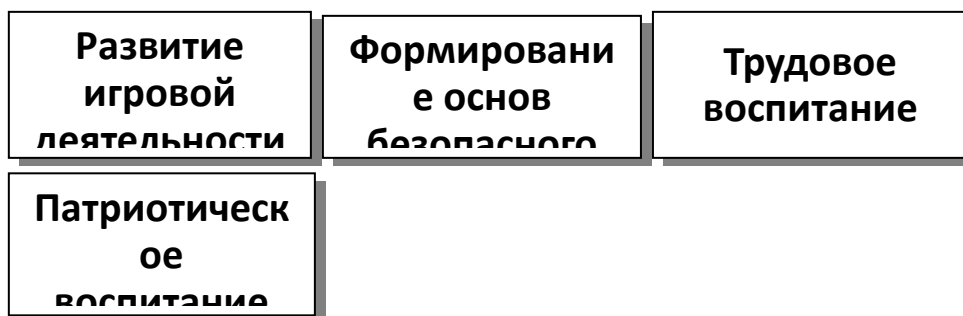 Развитие
игровой
деятельности
Формировани
е основ
безопасного
Трудовое
воспитание
Патриотическ
ое
воспитание